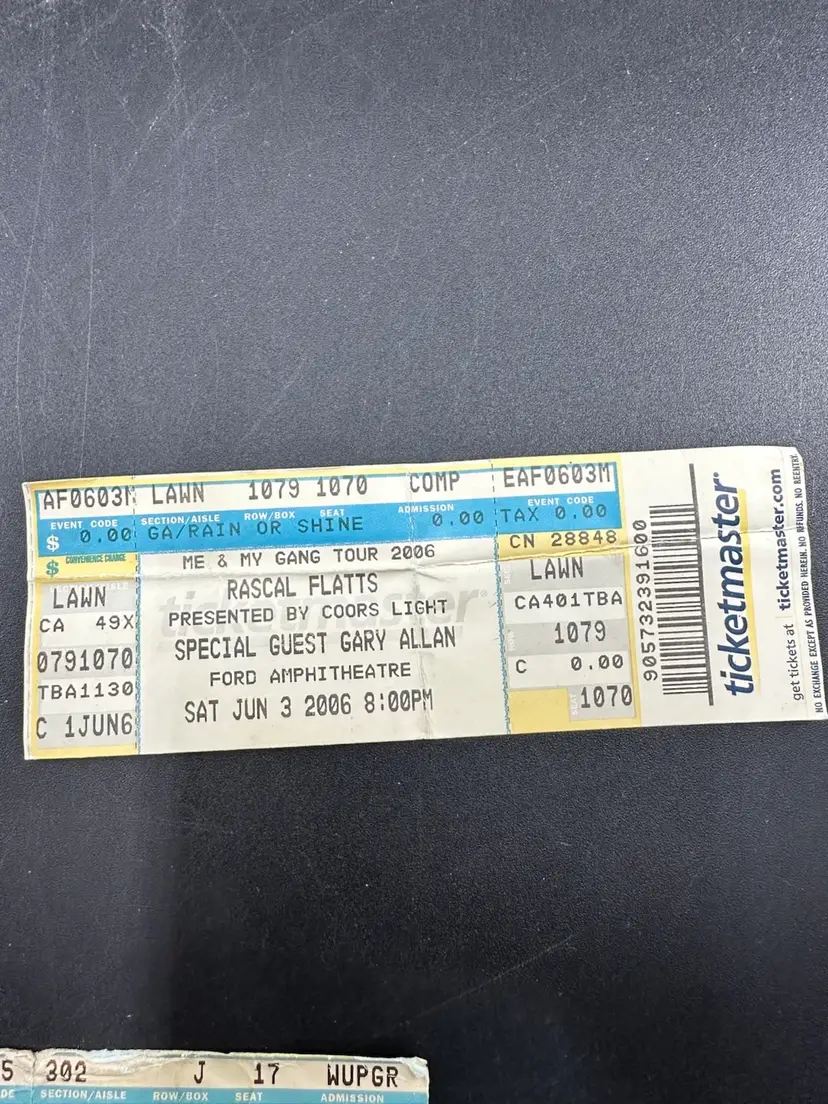 AF0603M LAWN 1079 1070 COMP EAF0603M
EVENT CODE SECTION/AISLE ROW/BOX SEAT ADMISSION EVENT CODE
$ 0.00 GA/RAIN OR SHINE 0.00 TAX 0.00
$ CONVENIENCE CHARGE
ME & MY GANG TOUR 2006
CN 28848
LAWN
RASCAL FLATTS
LAWN
CA 49X
PRESENTED BY COORS LIGHT
CA401TBA
0791070
SPECIAL GUEST GARY ALLAN
1079
TBA1130
FORD AMPHITHEATRE
C 0.00
C 1JUN6
SAT JUN 3 2006 8:00PM
1070
ticketmaster
905732391600
ticketmaster
get tickets at ticketmaster.com
NO EXCHANGE EXCEPT AS PROVIDED HEREIN. NO REFUNDS. NO REENTRY
5 302 J 17 WUPGR
DE SECTION/AISLE ROW/BOX SEAT ADMISSION